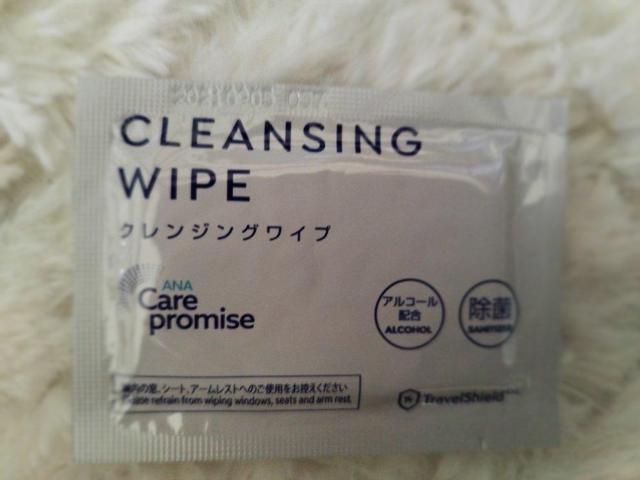 CLEANSING
WIPE
クレンジングワイプ
ANA
Care
promise
アルコール
配合
ALCOHOL
除菌
機内の窓、シート、アームレストへのご使用をお控えください
Please refrain from wiping windows, seats and arm rest.
TravelShield